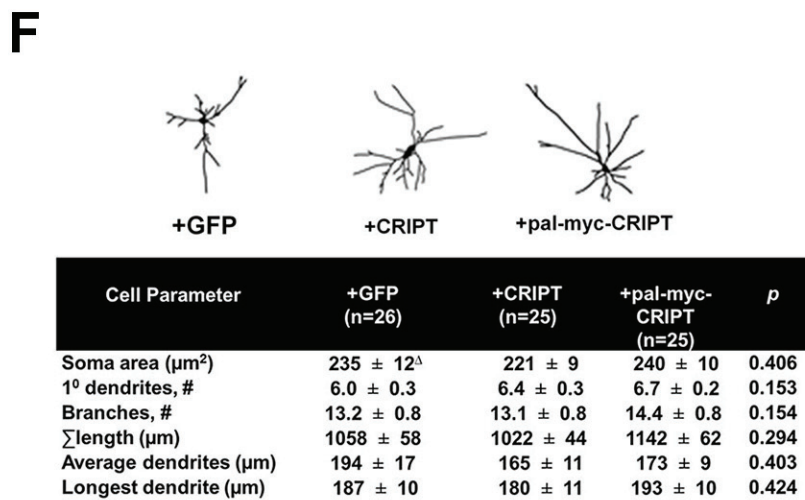 F
+GFP +CRIPT +pal-myc-CRIPT
Cell Parameter +GFP (n=26) +CRIPT (n=25) +pal-myc-CRIPT (n=25) p
Soma area (µm²) 235 ± 12Δ 221 ± 9 240 ± 10 0.406
1⁰ dendrites, # 6.0 ± 0.3 6.4 ± 0.3 6.7 ± 0.2 0.153
Branches, # 13.2 ± 0.8 13.1 ± 0.8 14.4 ± 0.8 0.154
∑length (µm) 1058 ± 58 1022 ± 44 1142 ± 62 0.294
Average dendrites (µm) 194 ± 17 165 ± 11 173 ± 9 0.403
Longest dendrite (µm) 187 ± 10 180 ± 11 193 ± 10 0.424